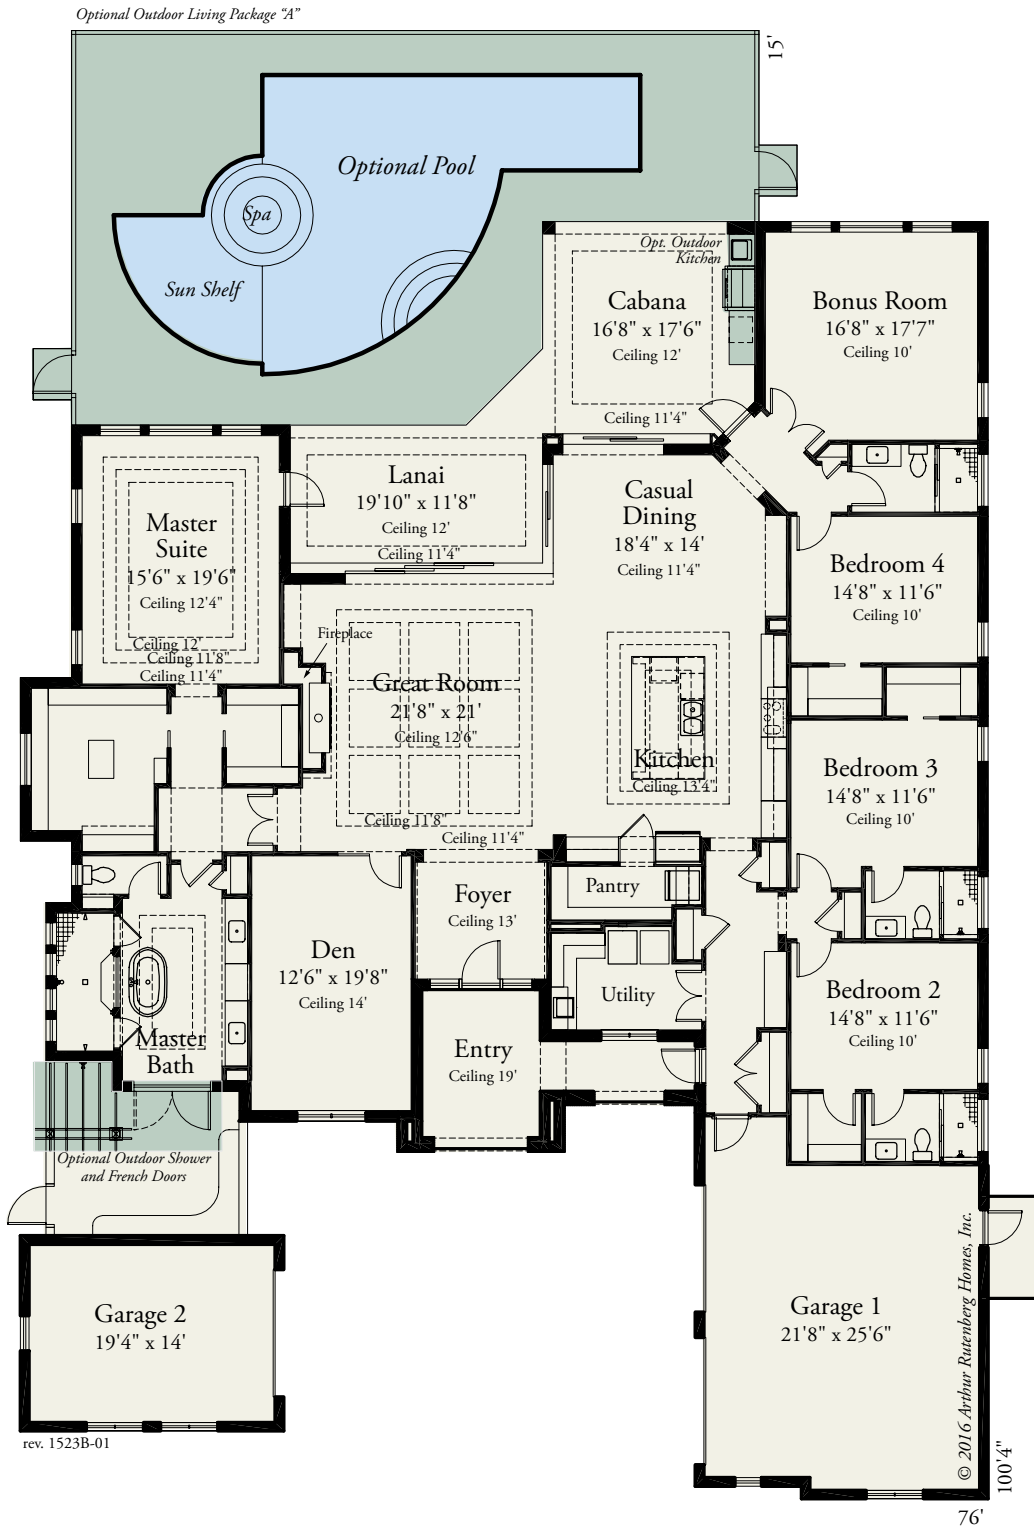 Optional Outdoor Living Package “A”
15'
Optional Pool
Spa
Sun Shelf
Opt. Outdoor
Kitchen
Cabana
16'8" x 17'6"
Ceiling 12'
Ceiling 11'4"
Bonus Room
16'8" x 17'7"
Ceiling 10'
Lanai
19'10" x 11'8"
Ceiling 12'
Ceiling 11'4"
Casual
Dining
18'4" x 14'
Ceiling 11'4"
Master
Suite
15'6" x 19'6"
Ceiling 12'4"
Ceiling 12'
Ceiling 11'8"
Ceiling 11'4"
Bedroom 4
14'8" x 11'6"
Ceiling 10'
Fireplace
Great Room
21'8" x 21'
Ceiling 12'6"
Ceiling 11'8"
Ceiling 11'4"
Kitchen
Ceiling 13'4"
Bedroom 3
14'8" x 11'6"
Ceiling 10'
Pantry
Foyer
Ceiling 13'
Den
12'6" x 19'8"
Ceiling 14'
Utility
Bedroom 2
14'8" x 11'6"
Ceiling 10'
Master
Bath
Entry
Ceiling 19'
Optional Outdoor Shower
and French Doors
Garage 2
19'4" x 14'
Garage 1
21'8" x 25'6"
© 2016 Arthur Rutenberg Homes, Inc.
rev. 1523B-01
100'4"
76'